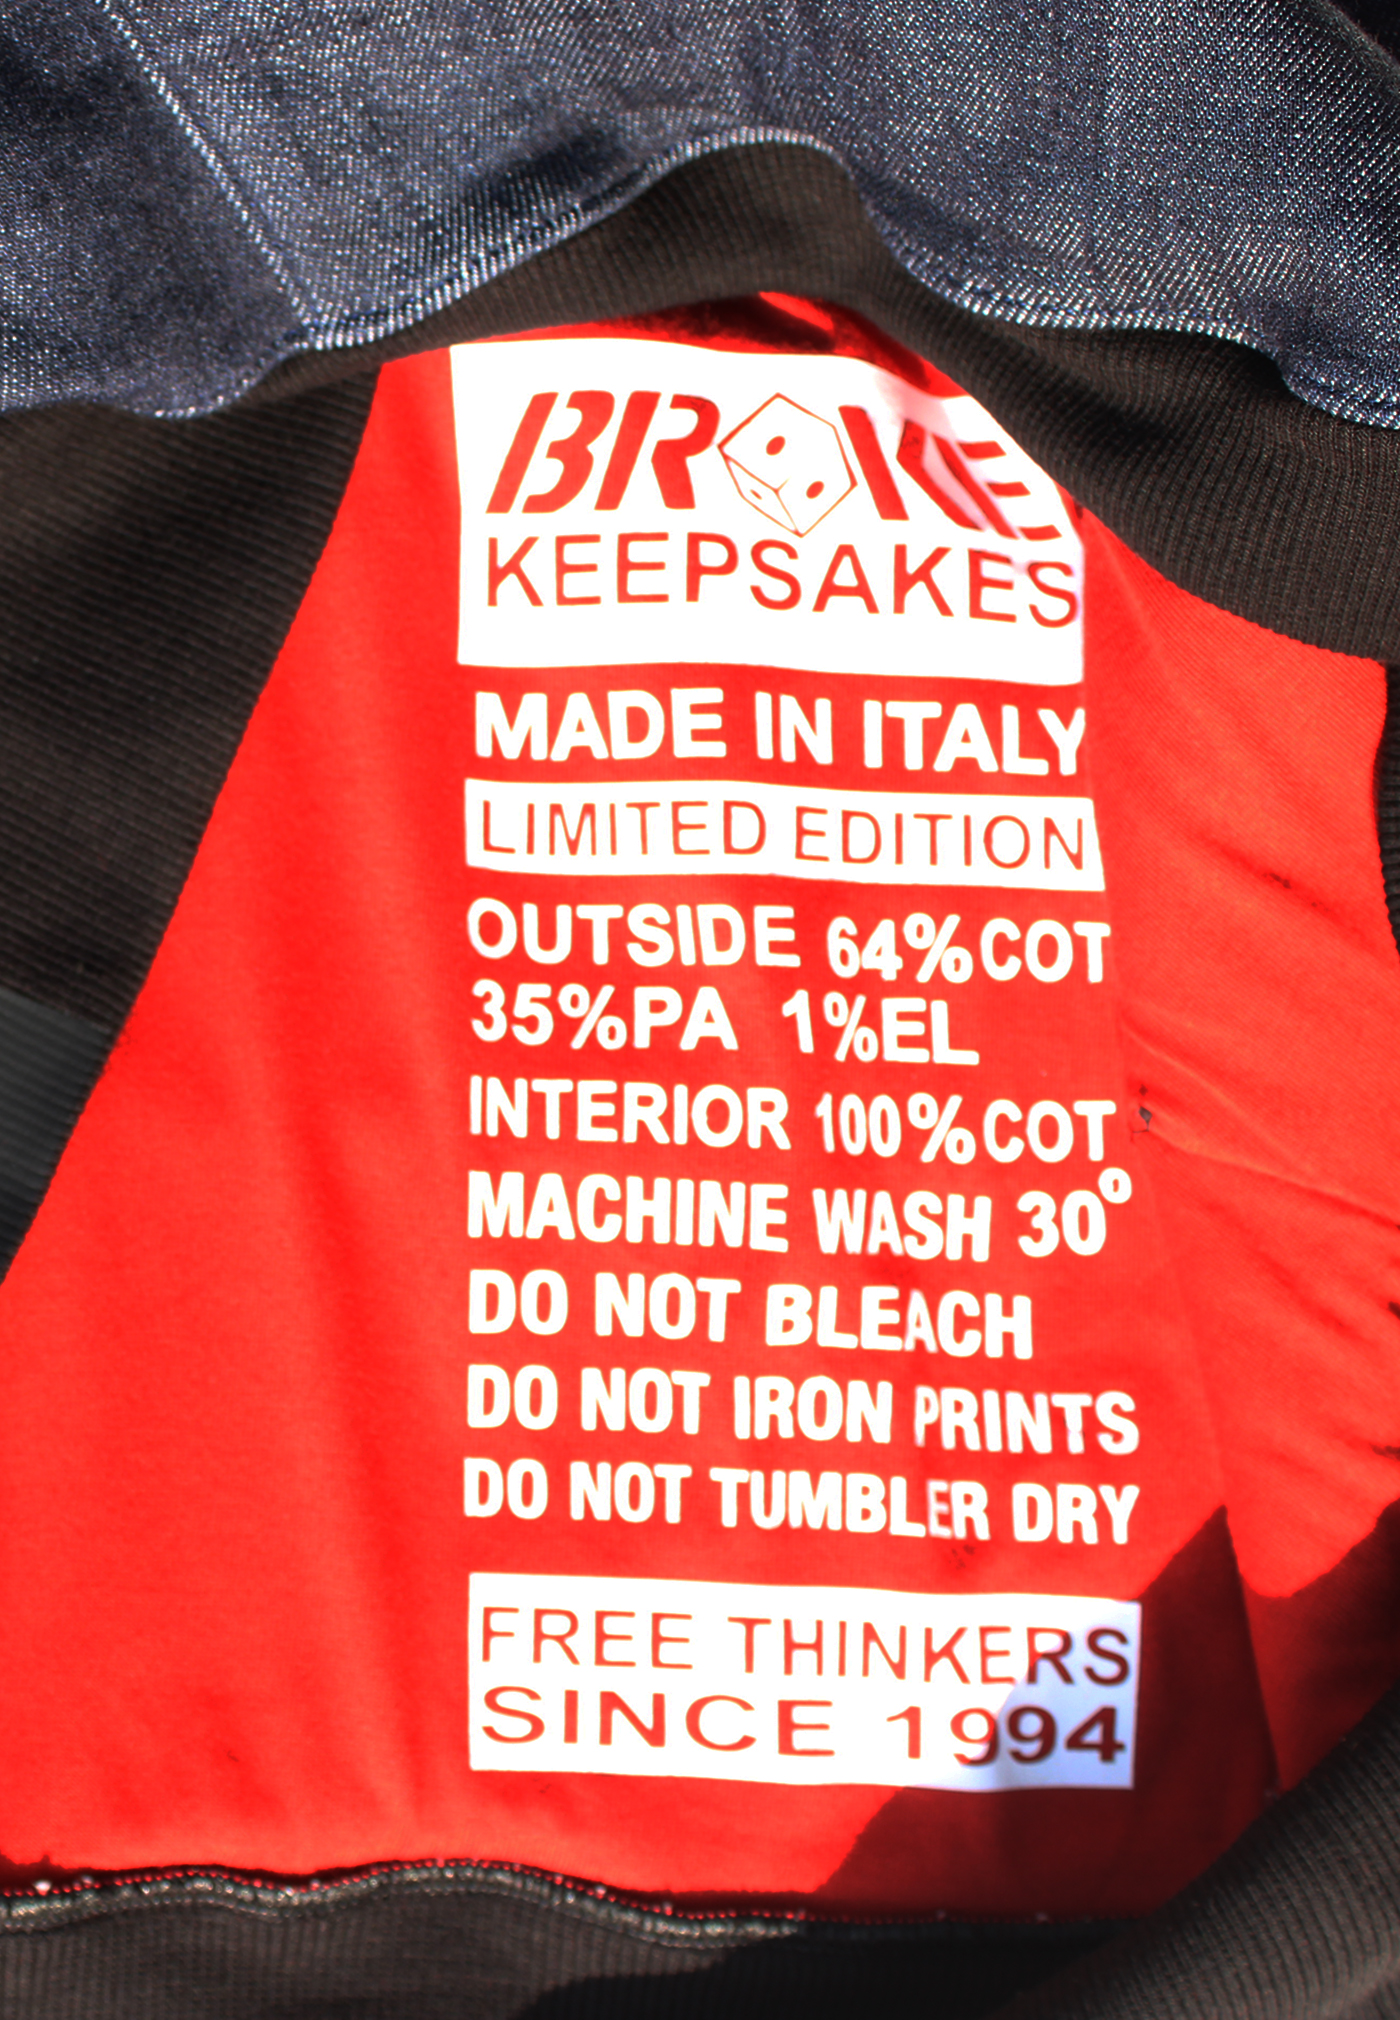 BROKE
KEEPSAKES
MADE IN ITALY
LIMITED EDITION
OUTSIDE 64%COT
35%PA 1%EL
INTERIOR 100%COT
MACHINE WASH 30°
DO NOT BLEACH
DO NOT IRON PRINTS
DO NOT TUMBLER DRY
FREE THINKERS
SINCE 1994